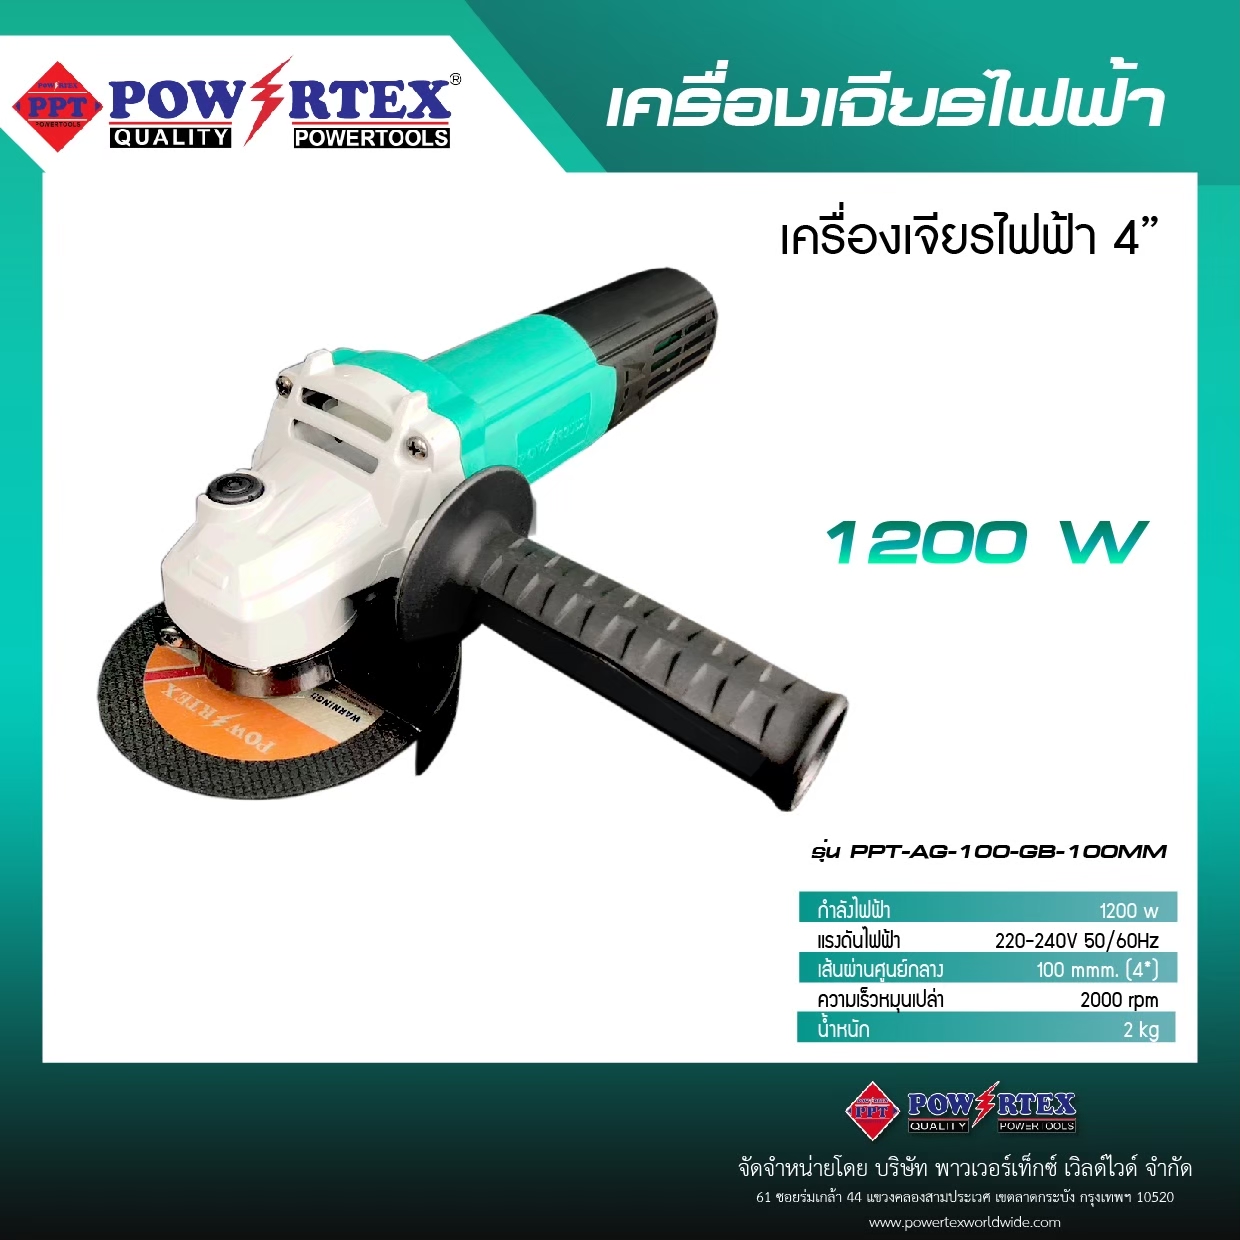 PPT
POWERTOOLS
POWERTEX®
QUALITY
POWERTOOLS
เครื่องเจียรไฟฟ้า
เครื่องเจียรไฟฟ้า 4”
POWERTEX
1200 W
WARNING!!
POWERTEX
รุ่น PPT-AG-100-GB-100MM
กำลังไฟฟ้า 1200 w
แรงดันไฟฟ้า 220-240V 50/60Hz
เส้นผ่านศูนย์กลาง 100 mmm. (4")
ความเร็วหมุนเปล่า 2000 rpm
น้ำหนัก 2 kg
PPT
POWERTEX
QUALITY POWERTOOLS
จัดจำหน่ายโดย บริษัท พาวเวอร์เท็กซ์ เวิลด์ไวด์ จำกัด
61 ซอยร่มเกล้า 44 แขวงคลองสามประเวศ เขตลาดกระบัง กรุงเทพฯ 10520
www.powertexworldwide.com